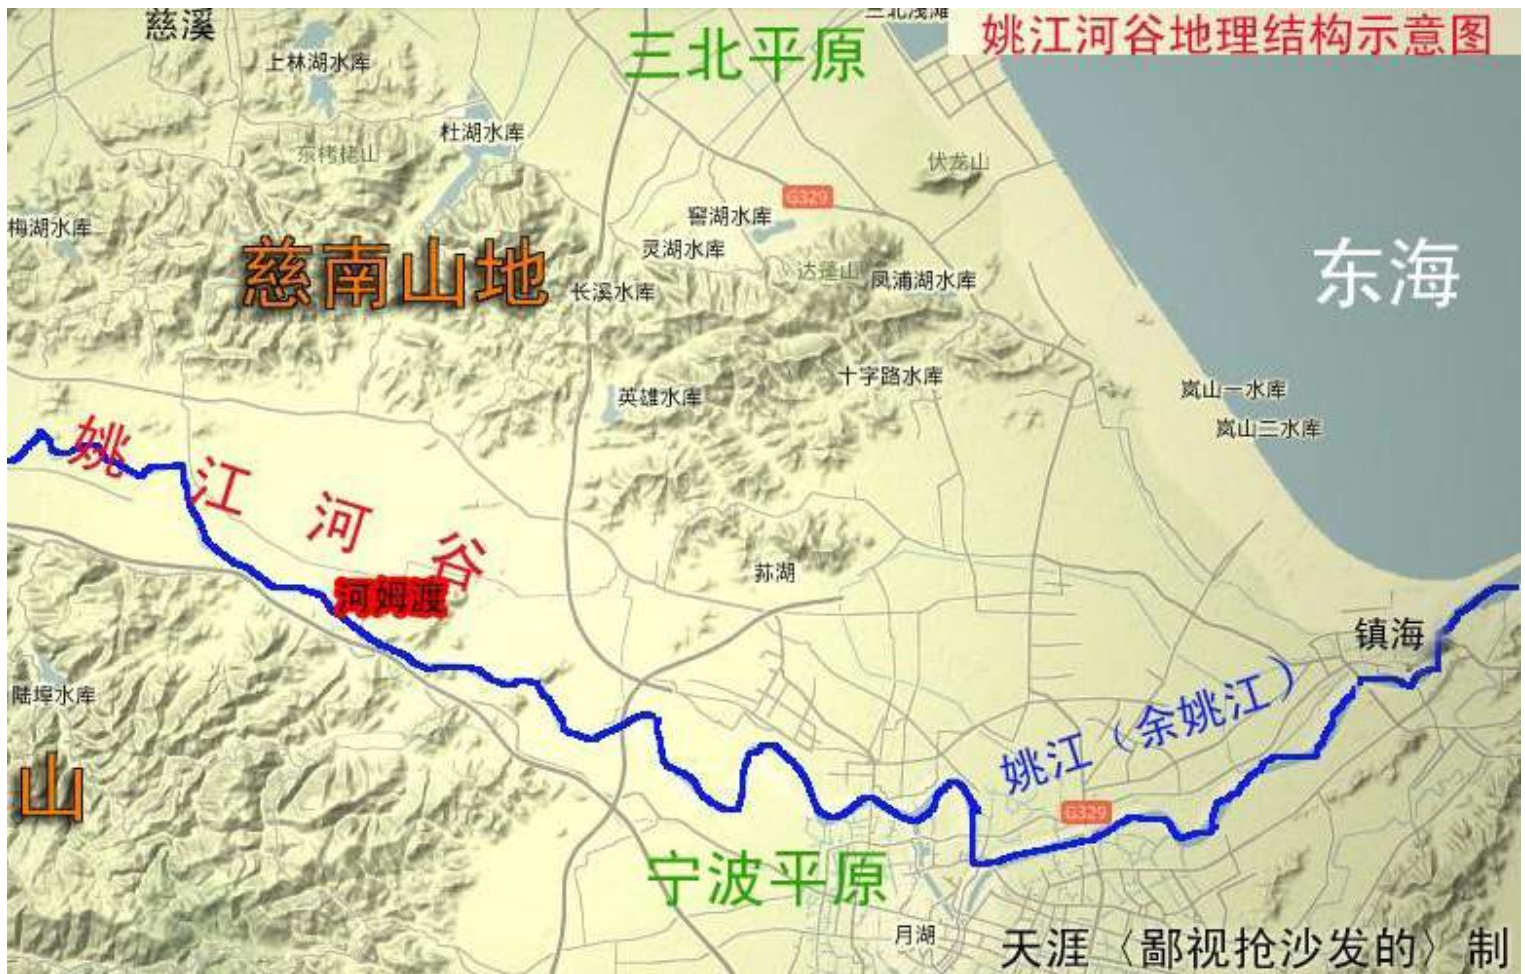 慈溪
三北浅滩
姚江河谷地理结构示意图
三北平原
上林湖水库
杜湖水库
东栲栳山
伏龙山
G329
梅湖水库
窖湖水库
灵湖水库
慈南山地
达蓬山
凤浦湖水库
长溪水库
东海
十字路水库
英雄水库
岚山一水库
岚山二水库
姚江河谷
荪湖
河姆渡
镇海
陆埠水库
姚江（余姚江）
山
G329
宁波平原
月湖
天涯〈鄙视抢沙发的〉制